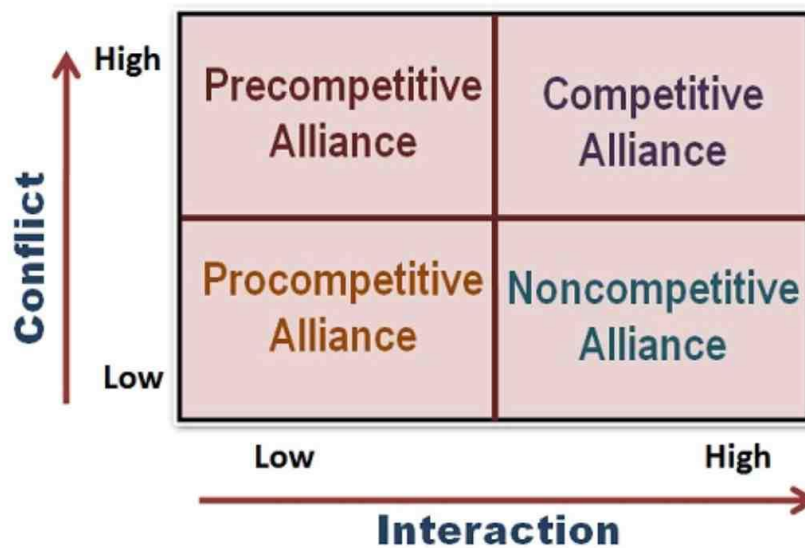 High
Precompetitive
Alliance
Competitive
Alliance
Conflict
Procompetitive
Alliance
Noncompetitive
Alliance
Low
Low
High
Interaction